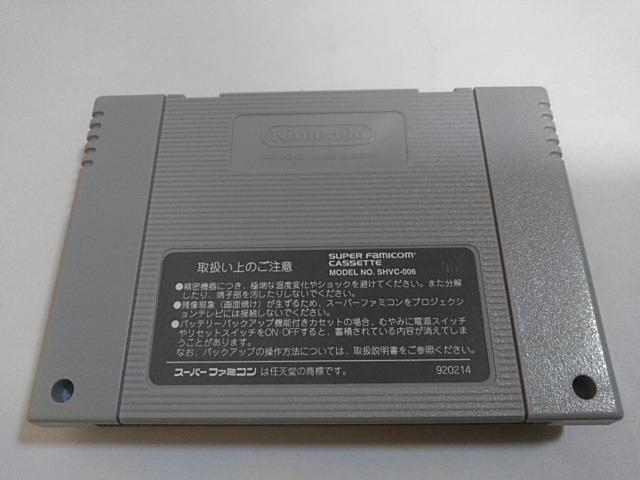 Nintendo
取扱い上のご注意
SUPER FAMICOM
CASSETTE
MODEL NO. SHVC-006
●精密機器につき、極端な温度変化やショックを避けてください。また分解
したり、端子部を汚したりしないでください。
●残像現象(画面焼け)が生ずるため、スーパーファミコンをプロジェクシ
ョンテレビには接続しないでください。
●バッテリーバックアップ機能付きカセットの場合、むやみに電源スイッチ
やリセットスイッチをON・OFFすると、蓄積されている内容が消えてしま
うことがあります。
なお、バックアップの操作方法については、取扱説明書をご参照ください。
スーパーファミコンは任天堂の商標です。
920214